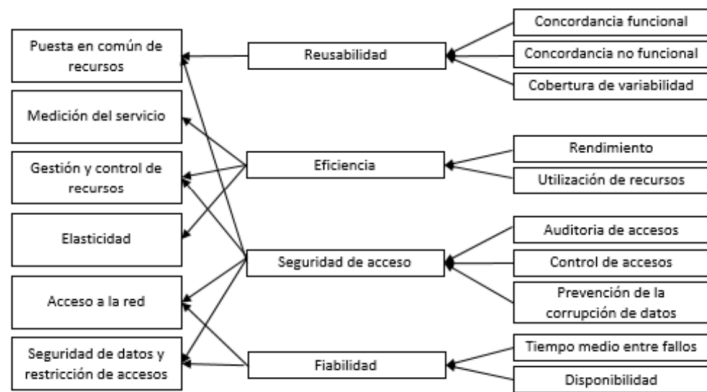 Puesta en común de
recursos
Medición del servicio
Gestión y control de
recursos
Elasticidad
Acceso a la red
Seguridad de datos y
restricción de accesos
Reusabilidad
Eficiencia
Seguridad de acceso
Fiabilidad
Concordancia funcional
Concordancia no funcional
Cobertura de variabilidad
Rendimiento
Utilización de recursos
Auditoria de accesos
Control de accesos
Prevención de la
corrupción de datos
Tiempo medio entre fallos
Disponibilidad